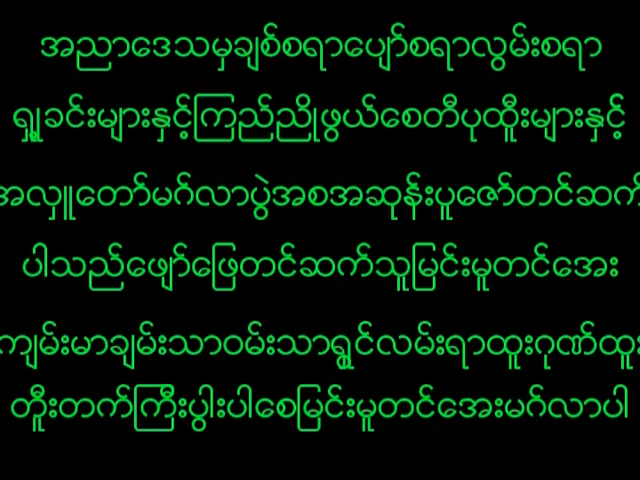 အညာဒေသမှချစ်စရာပျော်စရာလွမ်းစရာ
ရှုခင်းများနှင့်ကြည်ညိုဖွယ်စေတီပုထိုးများနှင့်
အလှူတော်မင်္ဂလာပွဲအစအဆုန်းပူဇော်တင်ဆက်
ပါသည်ဖျော်ဖြေတင်ဆက်သူမြင်းမူတင်အေး
ကျမ်းမာချမ်းသာဝမ်းသာရွှင်လမ်းရာထူးဂုဏ်ထူး
တိူးတက်ကြီးပွါးပါစေမြင်းမူတင်အေးမင်္ဂလာပါ